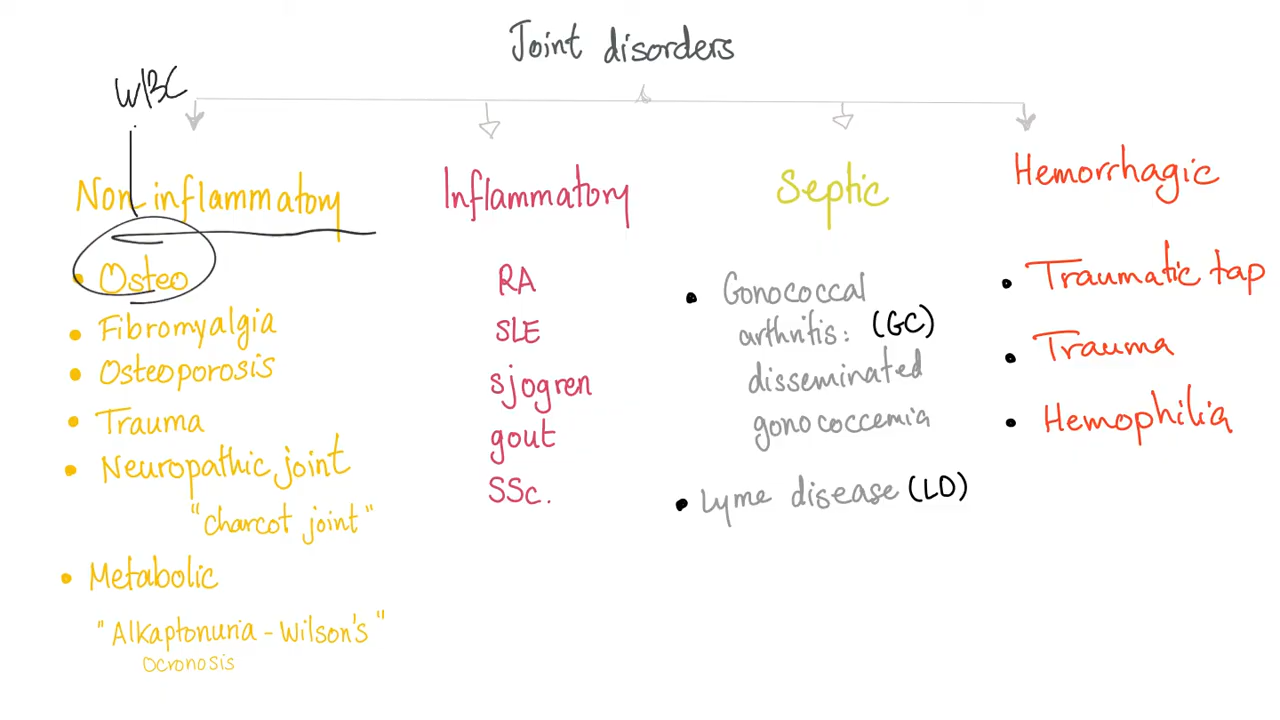 Joint disorders
WBC
Non inflammatory
• Osteo
• Fibromyalgia
• Osteoporosis
• Trauma
• Neuropathic joint
"charcot joint"
• Metabolic
"Alkaptonuria - Wilson's"
Ocronosis
Inflammatory
RA
SLE
sjogren
gout
SSc.
Septic
• Gonococcal
arthritis: (GC)
disseminated
gonococcemia
• Lyme disease (LD)
Hemorrhagic
• Traumatic tap
• Trauma
• Hemophilia